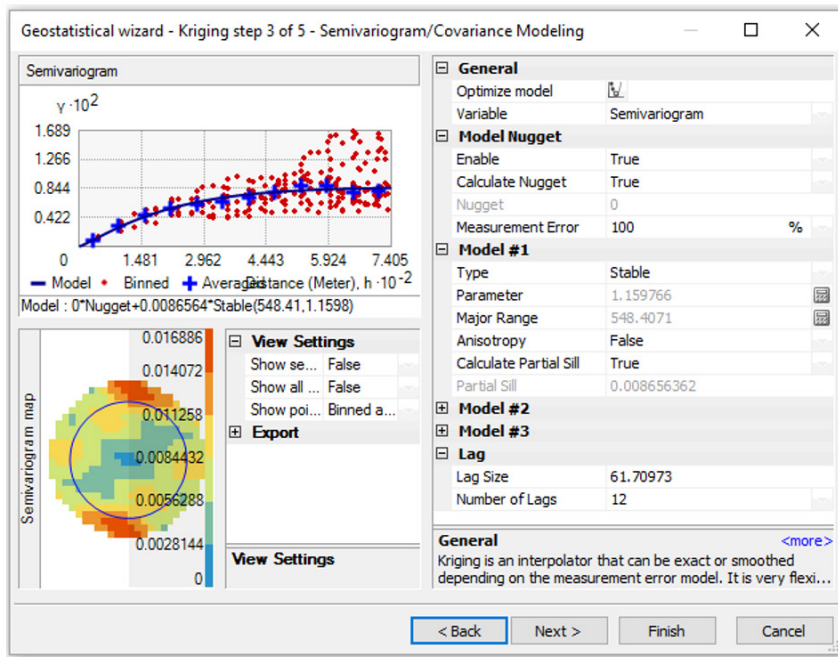 Geostatistical wizard - Kriging step 3 of 5 - Semivariogram/Covariance Modeling
Semivariogram
γ ·10²
1.689
1.266
0.844
0.422
0 1.481 2.962 4.443 5.924 7.405
Model Binned Averaged Distance (Meter), h ·10⁻²
Model : 0*Nugget+0.0086564*Stable(548.41,1.1598)
Semivariogram map
0.016886
0.014072
0.011258
0.0084432
0.0056288
0.0028144
0
View Settings
Show se... False
Show all ... False
Show poi... Binned a...
Export
View Settings
General
Optimize model
Variable Semivariogram
Model Nugget
Enable True
Calculate Nugget True
Nugget 0
Measurement Error 100 %
Model #1
Type Stable
Parameter 1.159766
Major Range 548.4071
Anisotropy False
Calculate Partial Sill True
Partial Sill 0.008656362
Model #2
Model #3
Lag
Lag Size 61.70973
Number of Lags 12
General <more>
Kriging is an interpolator that can be exact or smoothed
depending on the measurement error model. It is very flexi...
< Back Next > Finish Cancel